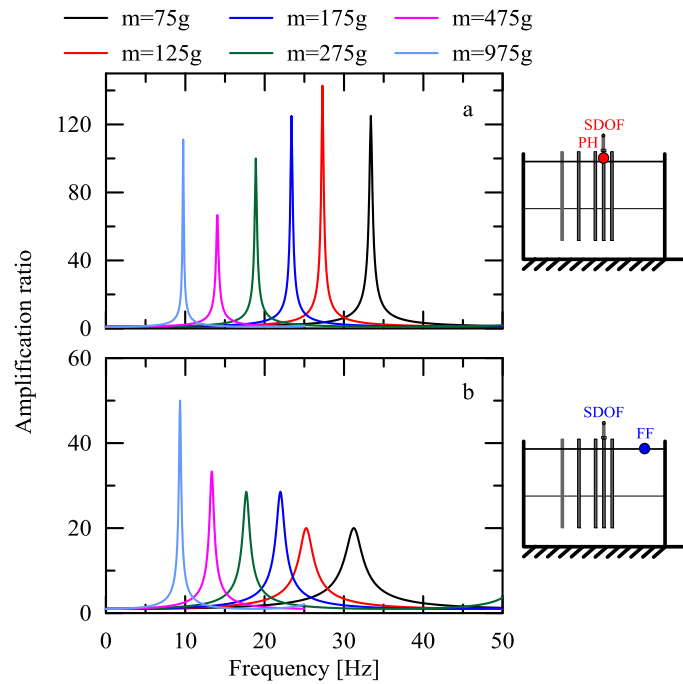 m=75g m=175g m=475g
m=125g m=275g m=975g
a
120
80
40
0
SDOF
PH
Amplification ratio
b
60
40
20
0
SDOF
FF
0 10 20 30 40 50
Frequency [Hz]